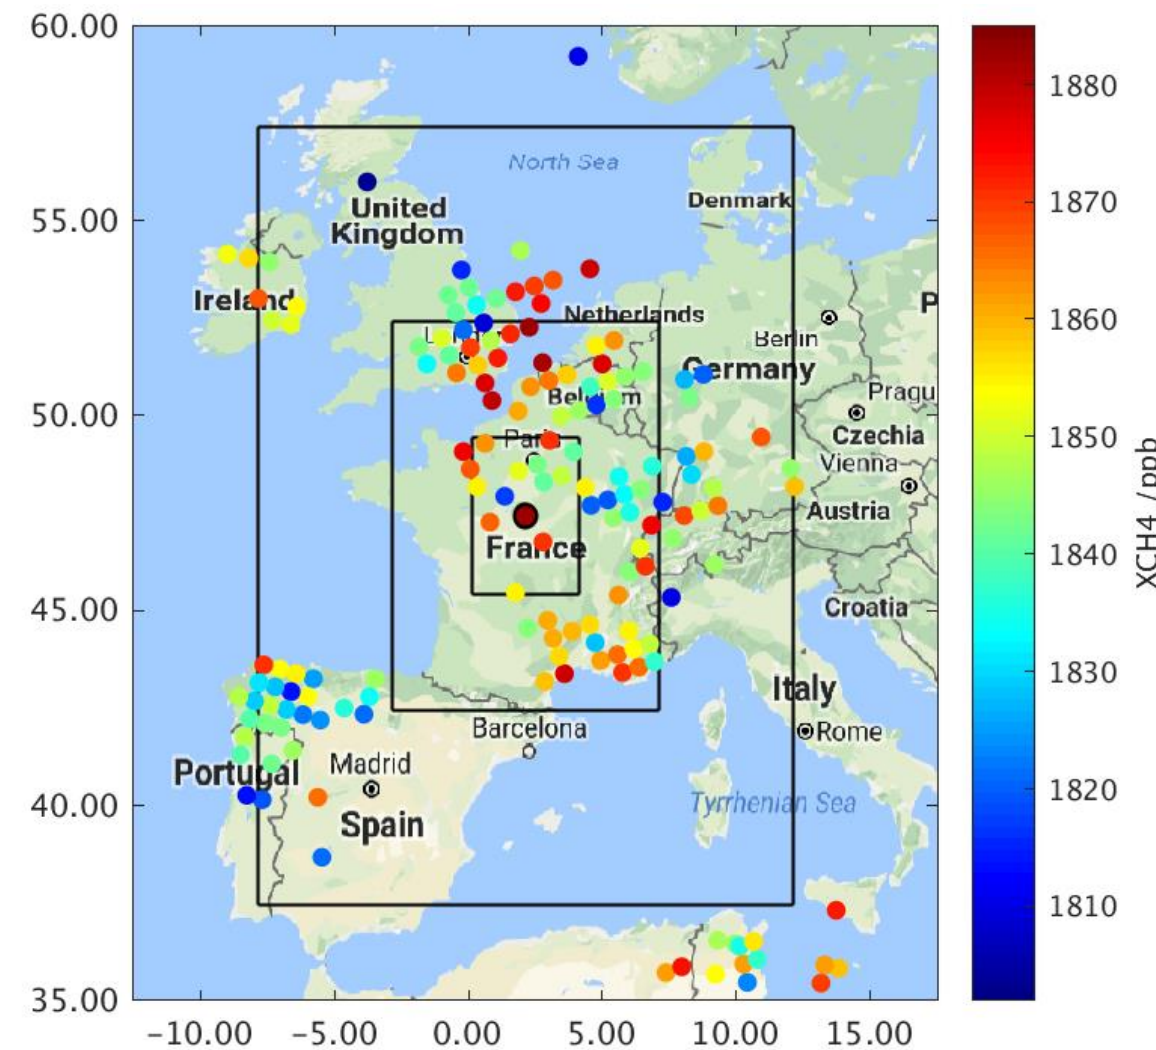 60.00
55.00
50.00
45.00
40.00
35.00
North Sea
Denmark
United
Kingdom
Ireland
Netherlands
Berlin
Germany
Belgium
Pragu
Czechia
Vienna
Austria
France
Croatia
Italy
Rome
Barcelona
Portugal
Madrid
Spain
Tyrrhenian Sea
P
−10.00 −5.00 0.00 5.00 10.00 15.00
1880
1870
1860
1850
1840
1830
1820
1810
XCH4 /ppb